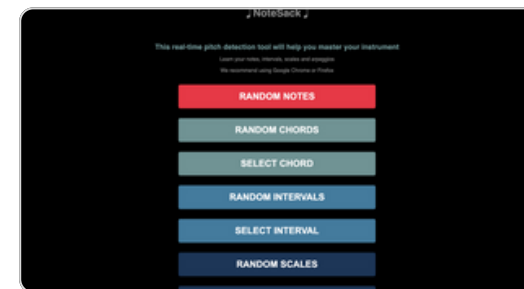 ♩NoteSack♩
This real-time pitch detection tool will help you master your instrument
Learn your notes, intervals, scales and arpeggios
We recommend using Google Chrome or Firefox
RANDOM NOTES
RANDOM CHORDS
SELECT CHORD
RANDOM INTERVALS
SELECT INTERVAL
RANDOM SCALES